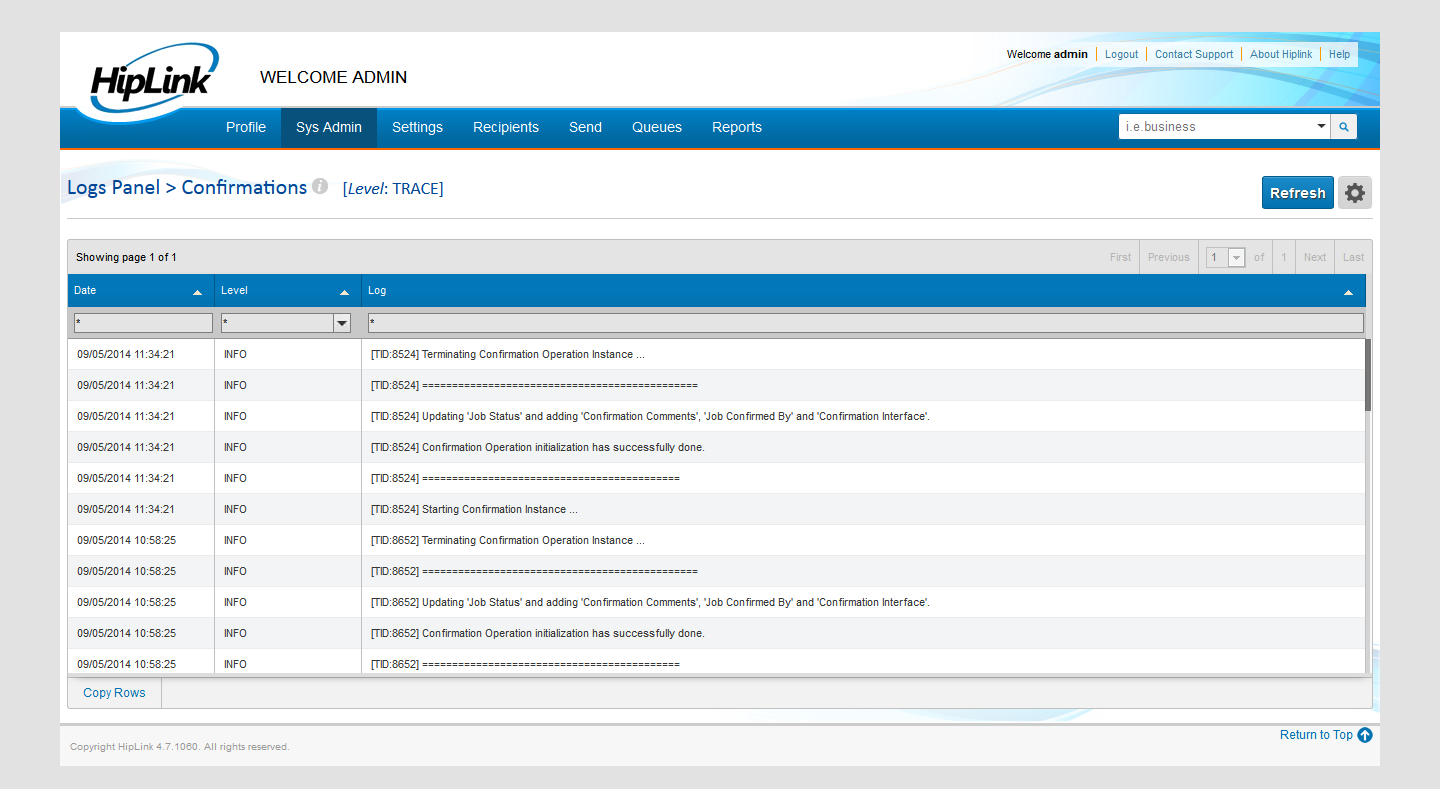 HipLink
WELCOME ADMIN
Welcome admin Logout Contact Support About Hiplink Help
Profile Sys Admin Settings Recipients Send Queues Reports
i.e.business
Logs Panel > Confirmations i [Level: TRACE]
Refresh
Showing page 1 of 1 First Previous 1 of 1 Next Last
Date Level Log
* * *
09/05/2014 11:34:21 INFO [TID:8524] Terminating Confirmation Operation Instance ...
09/05/2014 11:34:21 INFO [TID:8524] ==============================================
09/05/2014 11:34:21 INFO [TID:8524] Updating 'Job Status' and adding 'Confirmation Comments', 'Job Confirmed By' and 'Confirmation Interface'.
09/05/2014 11:34:21 INFO [TID:8524] Confirmation Operation initialization has successfully done.
09/05/2014 11:34:21 INFO [TID:8524] ===========================================
09/05/2014 11:34:21 INFO [TID:8524] Starting Confirmation Instance ...
09/05/2014 10:58:25 INFO [TID:8652] Terminating Confirmation Operation Instance ...
09/05/2014 10:58:25 INFO [TID:8652] ==============================================
09/05/2014 10:58:25 INFO [TID:8652] Updating 'Job Status' and adding 'Confirmation Comments', 'Job Confirmed By' and 'Confirmation Interface'.
09/05/2014 10:58:25 INFO [TID:8652] Confirmation Operation initialization has successfully done.
09/05/2014 10:58:25 INFO [TID:8652] ===========================================
Copy Rows
Return to Top
Copyright HipLink 4.7.1060. All rights reserved.